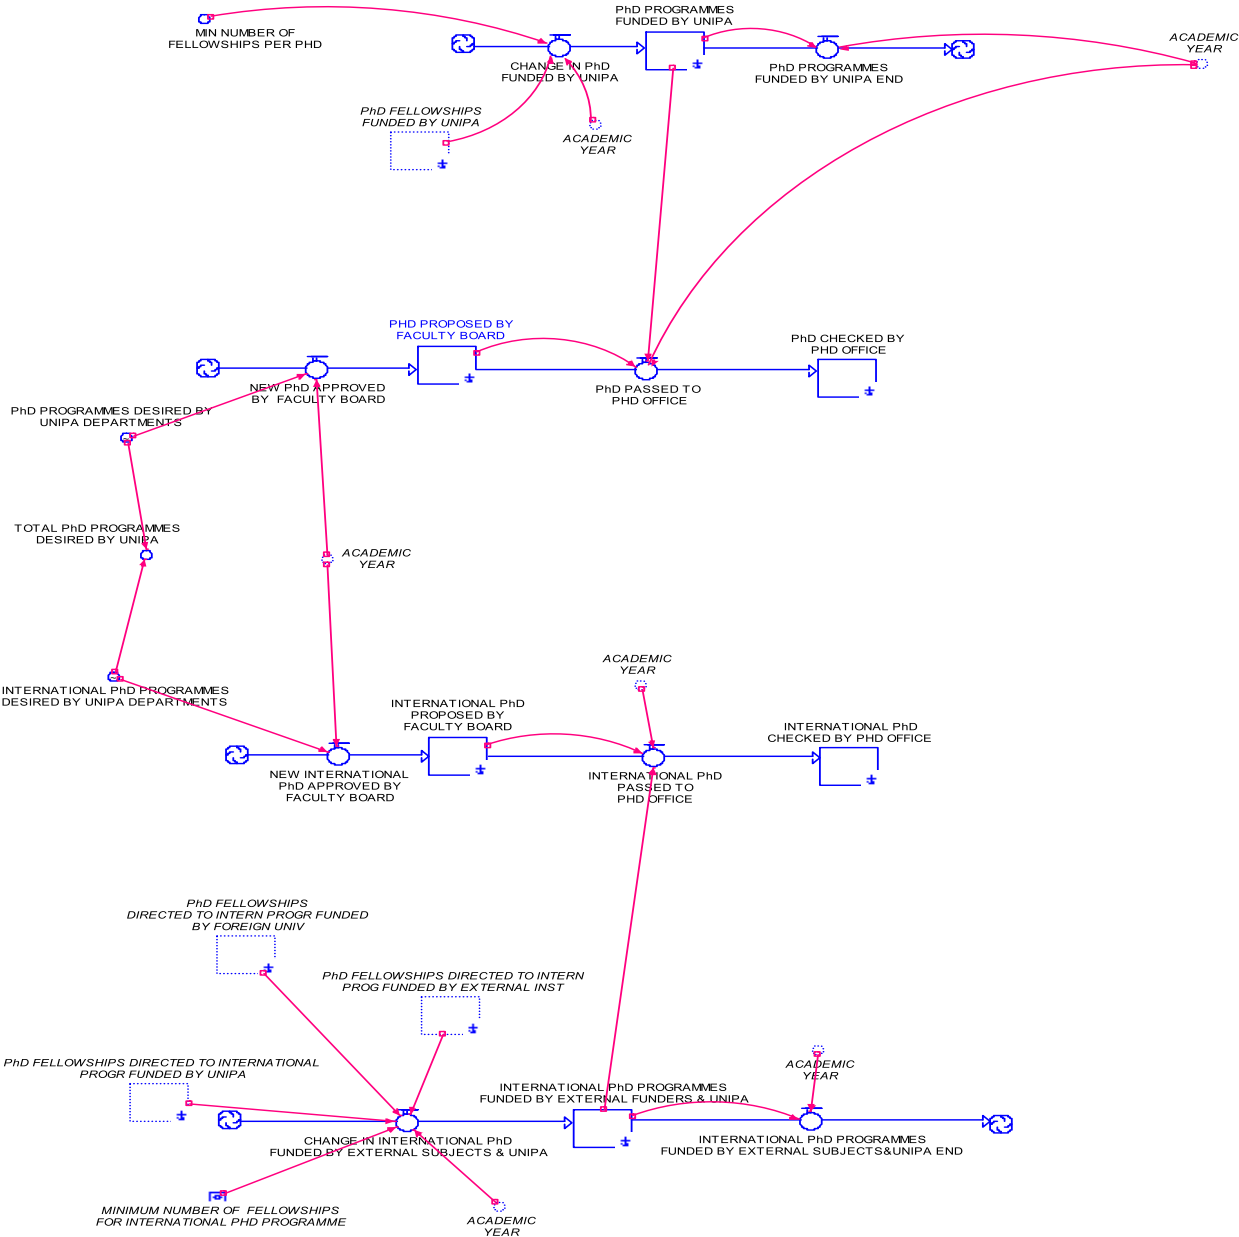 PhD PROGRAMMES
FUNDED BY UNIPA
MIN NUMBER OF
FELLOWSHIPS PER PHD
ACADEMIC
YEAR
CHANGE IN PhD
FUNDED BY UNIPA
PhD PROGRAMMES
FUNDED BY UNIPA END
PhD FELLOWSHIPS
FUNDED BY UNIPA
ACADEMIC
YEAR
PHD PROPOSED BY
FACULTY BOARD
PhD CHECKED BY
PHD OFFICE
NEW PhD APPROVED
BY FACULTY BOARD
PhD PASSED TO
PHD OFFICE
PhD PROGRAMMES DESIRED BY
UNIPA DEPARTMENTS
TOTAL PhD PROGRAMMES
DESIRED BY UNIPA
ACADEMIC
YEAR
ACADEMIC
YEAR
INTERNATIONAL PhD PROGRAMMES
DESIRED BY UNIPA DEPARTMENTS
INTERNATIONAL PhD
PROPOSED BY
FACULTY BOARD
INTERNATIONAL PhD
CHECKED BY PHD OFFICE
NEW INTERNATIONAL
PhD APPROVED BY
FACULTY BOARD
INTERNATIONAL PhD
PASSED TO
PHD OFFICE
PhD FELLOWSHIPS
DIRECTED TO INTERN PROGR FUNDED
BY FOREIGN UNIV
PhD FELLOWSHIPS DIRECTED TO INTERN
PROG FUNDED BY EXTERNAL INST
PhD FELLOWSHIPS DIRECTED TO INTERNATIONAL
PROGR FUNDED BY UNIPA
ACADEMIC
YEAR
INTERNATIONAL PhD PROGRAMMES
FUNDED BY EXTERNAL FUNDERS & UNIPA
CHANGE IN INTERNATIONAL PhD
FUNDED BY EXTERNAL SUBJECTS & UNIPA
INTERNATIONAL PhD PROGRAMMES
FUNDED BY EXTERNAL SUBJECTS&UNIPA END
MINIMUM NUMBER OF FELLOWSHIPS
FOR INTERNATIONAL PHD PROGRAMME
ACADEMIC
YEAR